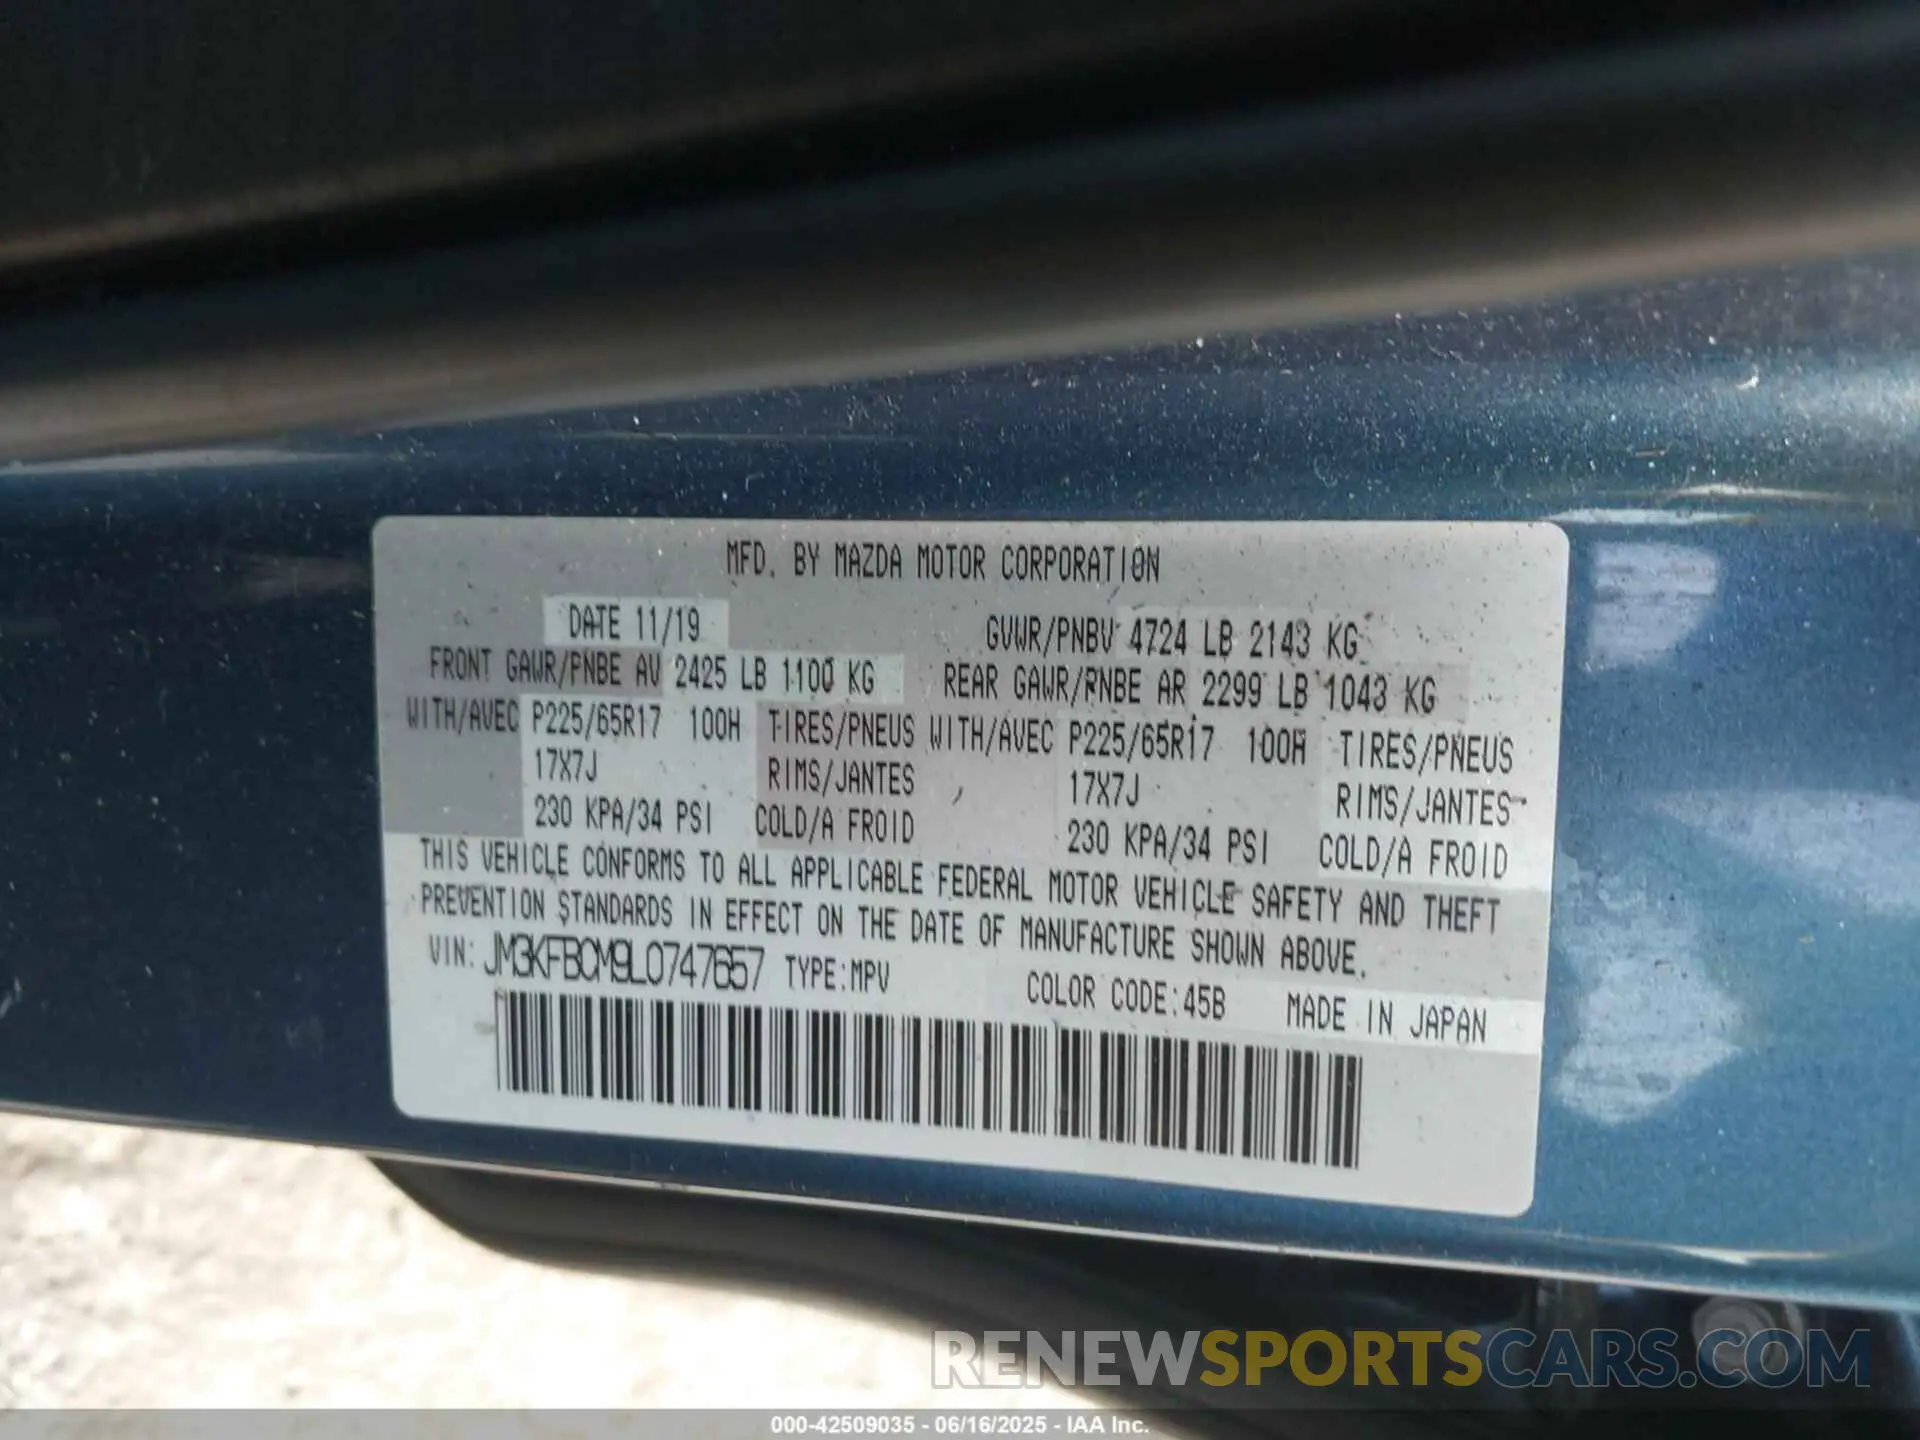 MFD. BY MAZDA MOTOR CORPORATION
DATE 11/19 GVWR/PNBV 4724 LB 2143 KG
FRONT GAWR/PNBE AV 2425 LB 1100 KG REAR GAWR/PNBE AR 2299 LB 1043 KG
WITH/AVEC P225/65R17 100H TIRES/PNEUS WITH/AVEC P225/65R17 100H TIRES/PNEUS
17X7J RIMS/JANTES 17X7J RIMS/JANTES
230 KPA/34 PSI COLD/A FROID 230 KPA/34 PSI COLD/A FROID
THIS VEHICLE CONFORMS TO ALL APPLICABLE FEDERAL MOTOR VEHICLE SAFETY AND THEFT
PREVENTION STANDARDS IN EFFECT ON THE DATE OF MANUFACTURE SHOWN ABOVE.
VIN: JM3KFBCM9L0747657 TYPE:MPV COLOR CODE:45B MADE IN JAPAN
RENEWSPORTSCARS.COM
000-42509035 - 06/16/2025 - IAA Inc.